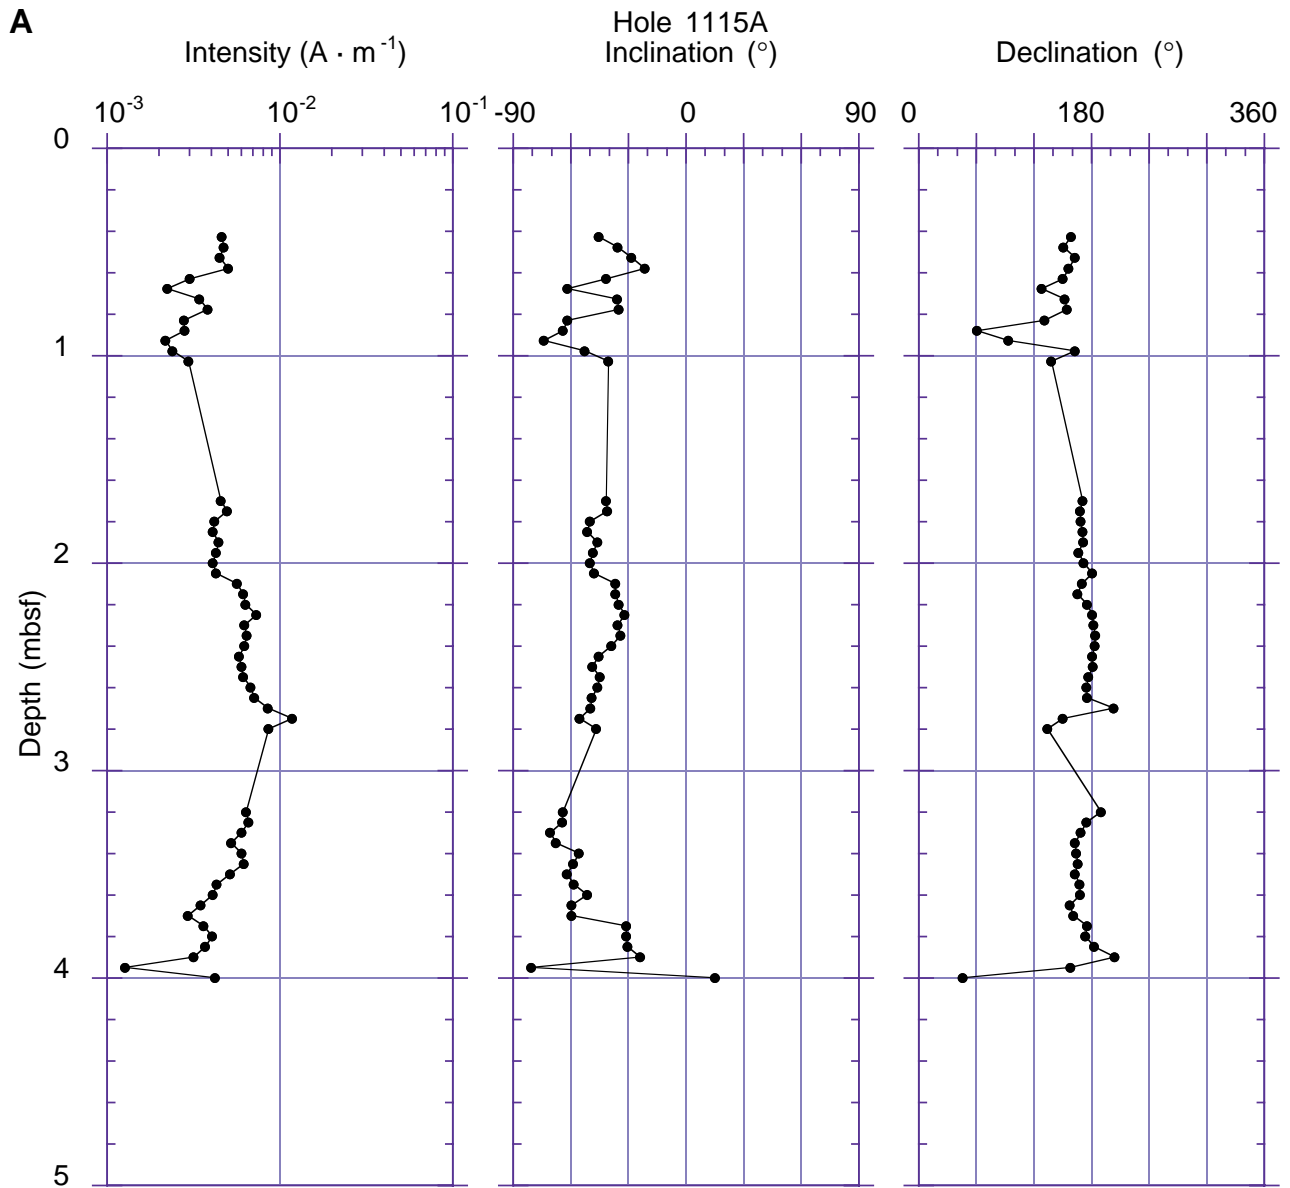 A
Hole 1115A
Intensity (A · m⁻¹) Inclination (°) Declination (°)
10⁻³ 10⁻² 10⁻¹ -90 0 90 0 180 360
0
1
2
Depth (mbsf)
3
4
5